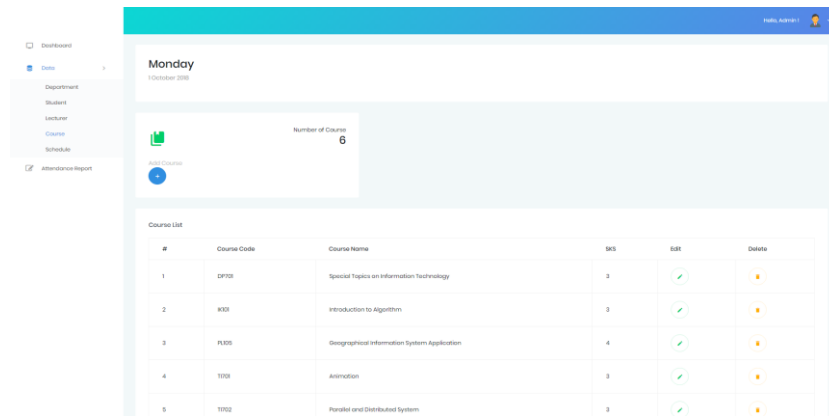 Hello, Admin 1
Dashboard
Data
Department
Student
Lecturer
Course
Schedule
Attendance Report
Monday
1 October 2018
Number of Course
6
Add Course
+
Course List
# Course Code Course Name SKS Edit Delete
1 DP701 Special Topics on Information Technology 3
2 IK101 Introduction to Algorithm 3
3 PL105 Geographical Information System Application 4
4 TI701 Animation 3
5 TI702 Parallel and Distributed System 3